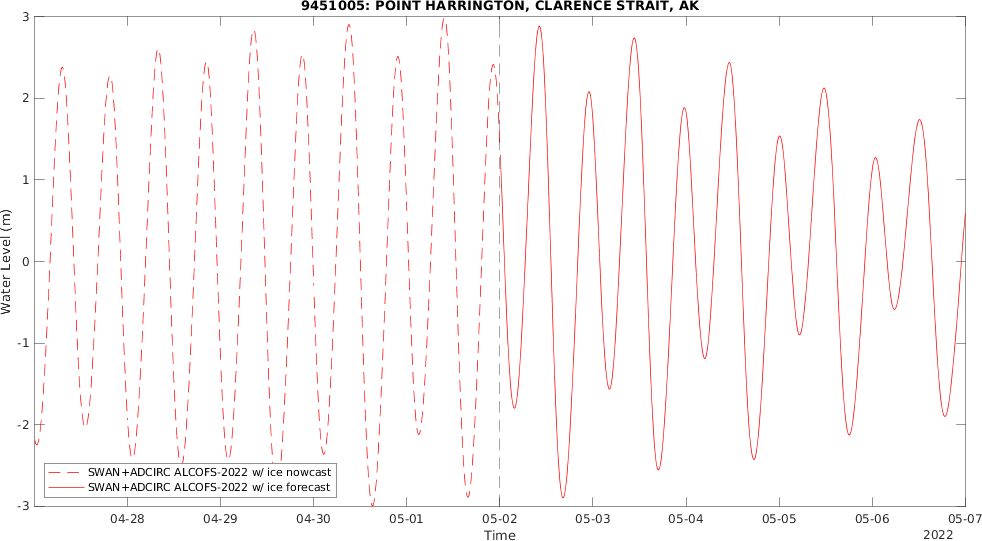 9451005: POINT HARRINGTON, CLARENCE STRAIT, AK
3
2
1
0
-1
-2
-3
Water Level (m)
SWAN+ADCIRC ALCOFS-2022 w/ ice nowcast
SWAN+ADCIRC ALCOFS-2022 w/ ice forecast
04-28 04-29 04-30 05-01 05-02 05-03 05-04 05-05 05-06 05-07
Time
2022